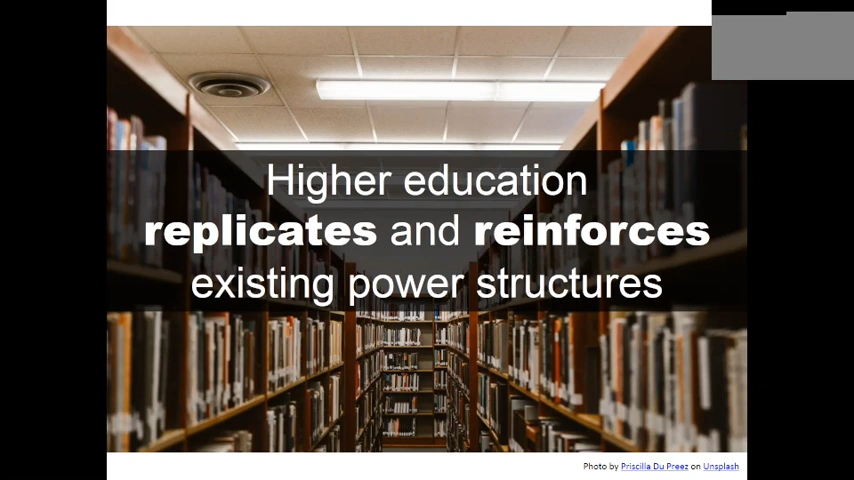 Higher education
replicates and reinforces
existing power structures
Photo by Priscilla Du Preez on Unsplash